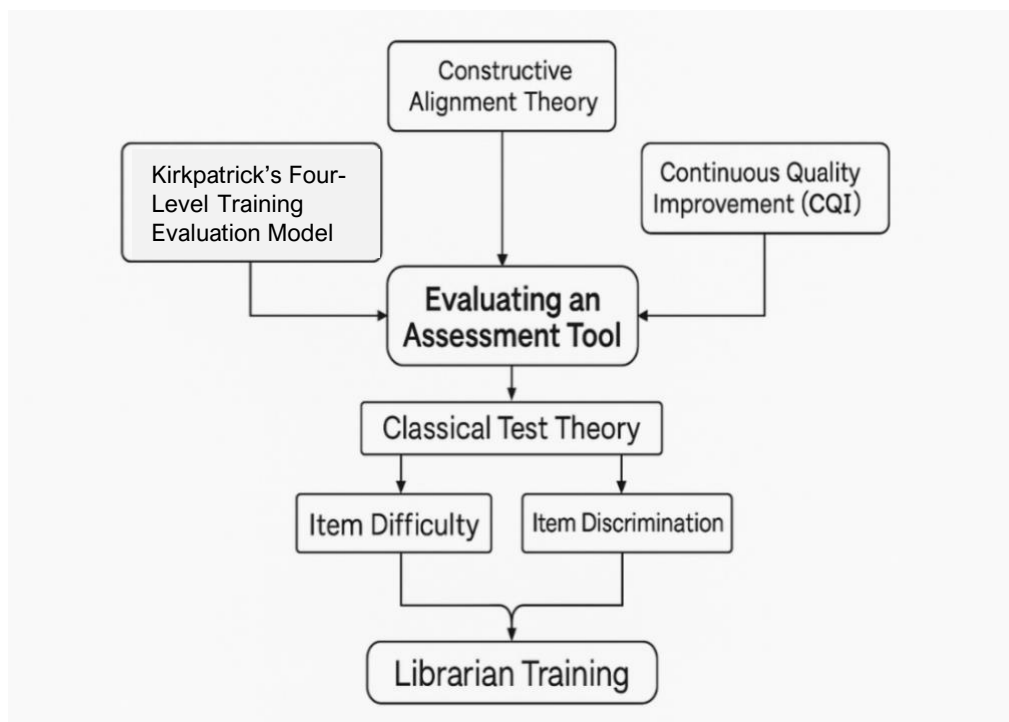 Constructive
Alignment Theory
Kirkpatrick's Four-
Level Training
Evaluation Model
Continuous Quality
Improvement (CQI)
Evaluating an
Assessment Tool
Classical Test Theory
Item Difficulty
Item Discrimination
Librarian Training